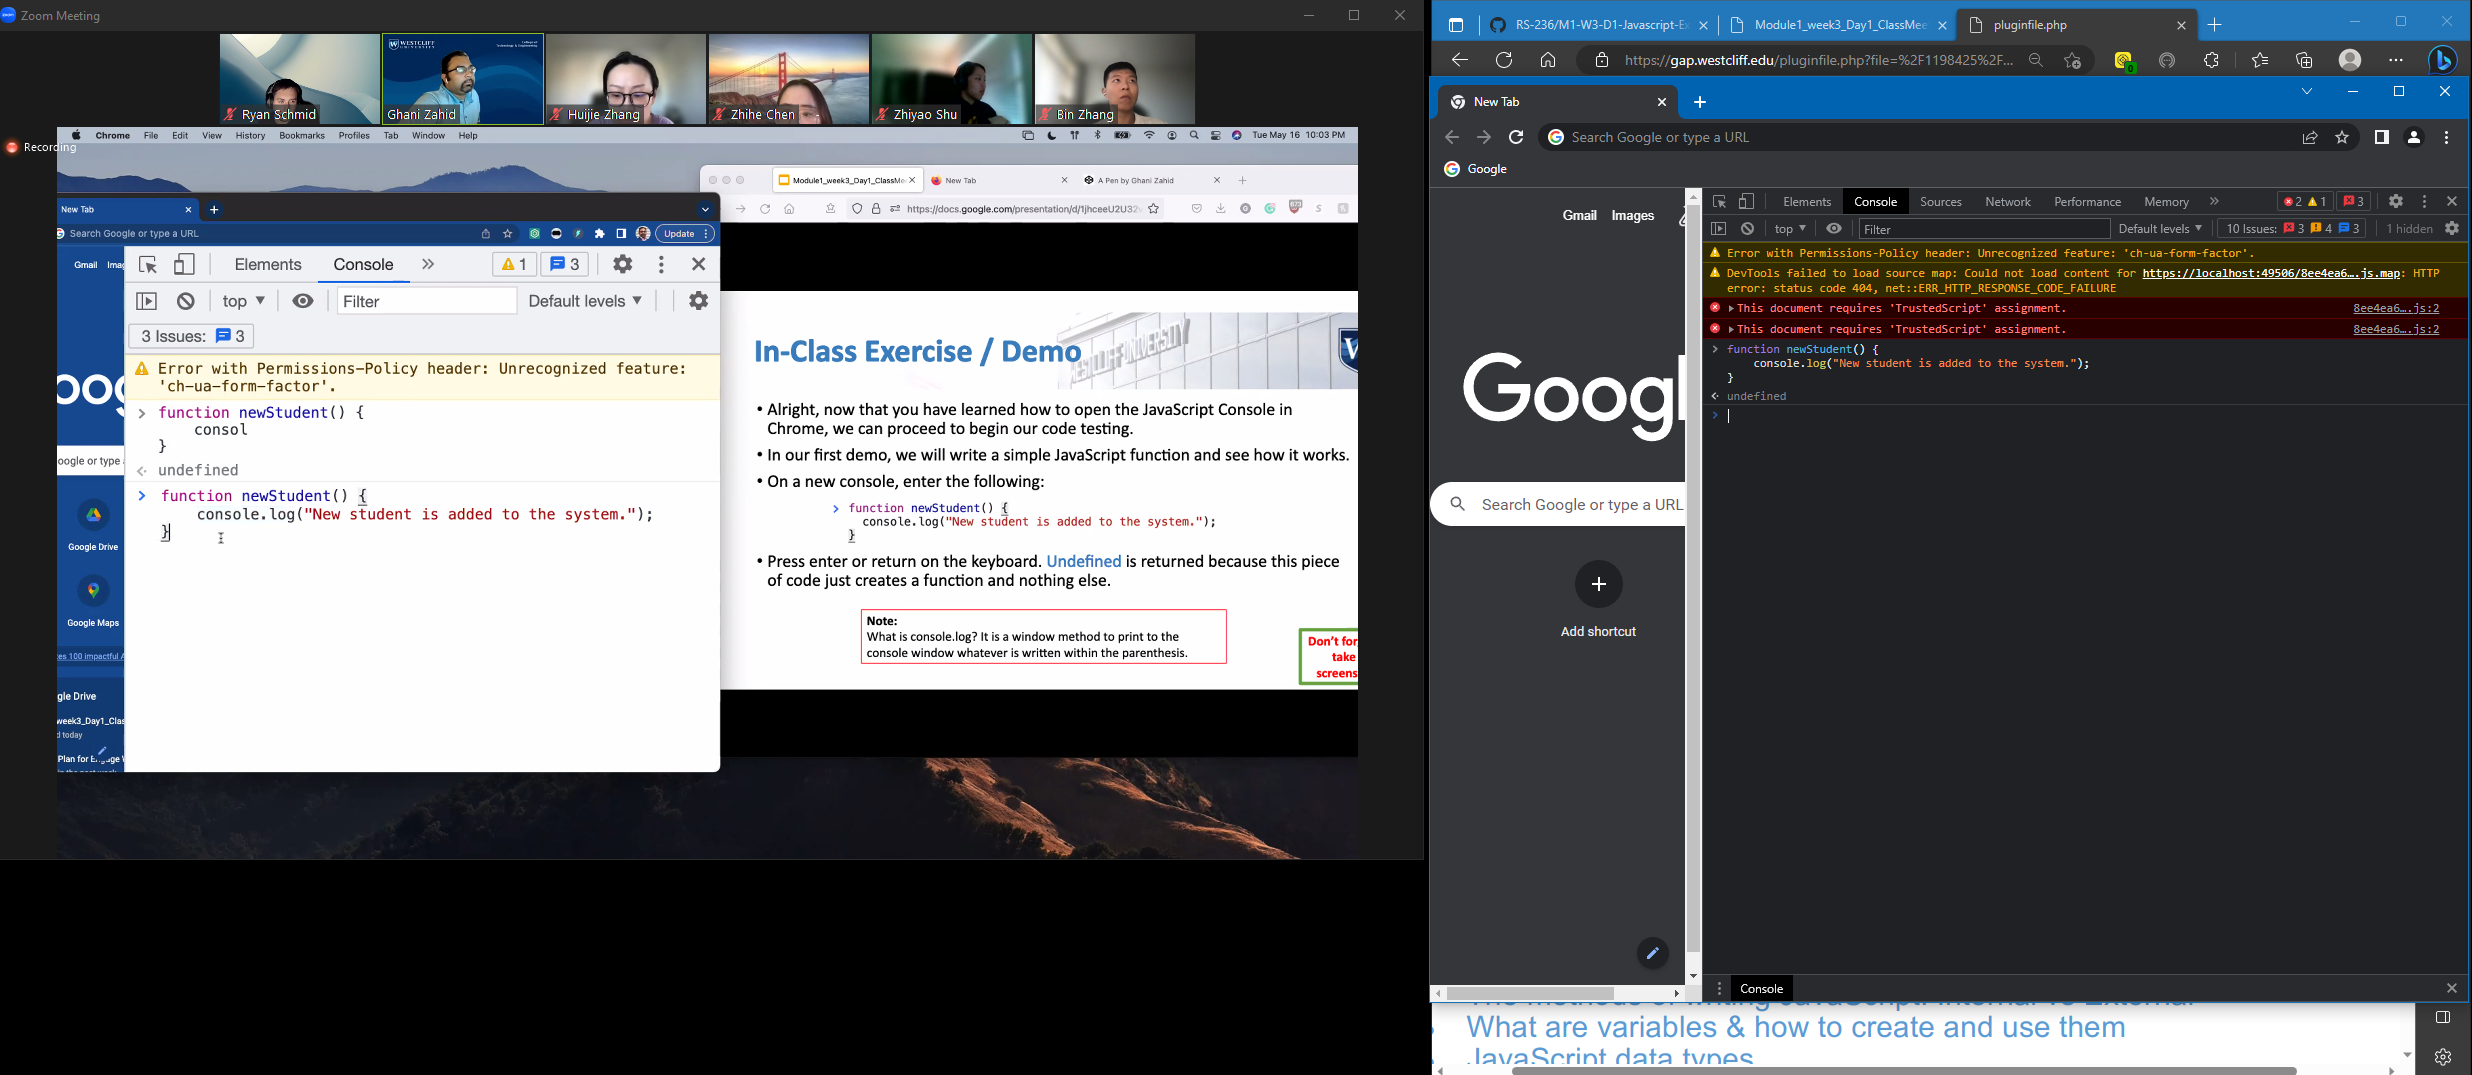 Zoom Meeting
Ryan Schmid
WESTCLIFF
UNIVERSITY
Ghani Zahid
Huijie Zhang
Zhihe Chen
Zhiyao Shu
Bin Zhang
Recording
Chrome File Edit View History Bookmarks Profiles Tab Window Help
Tue May 16 10:03 PM
Module1_week3_Day1_ClassMe
New Tab
A Pen by Ghani Zahid
https://docs.google.com/presentation/d/1jhceeU2U32
673
New Tab
Search Google or type a URL
Update
Gmail
Elements Console
1
3
top
Filter
Default levels
3 Issues:
3
Error with Permissions-Policy header: Unrecognized feature:
'ch-ua-form-factor'.
function newStudent() {
consol
}
undefined
function newStudent() {
console.log("New student is added to the system.");
}
oogle or type a
Google Drive
Google Maps
es 100 impactful A
gle Drive
week3_Day1_Clas
d today
In-Class Exercise / Demo
• Alright, now that you have learned how to open the JavaScript Console in
Chrome, we can proceed to begin our code testing.
• In our first demo, we will write a simple JavaScript function and see how it works.
• On a new console, enter the following:
> function newStudent() {
console.log("New student is added to the system.");
}
• Press enter or return on the keyboard. Undefined is returned because this piece
of code just creates a function and nothing else.
Note:
What is console.log? It is a window method to print to the
console window whatever is written within the parenthesis.
Don't for
take
screens
RS-236/M1-W3-D1-Javascript-Ex
Module1_week3_Day1_ClassMee
pluginfile.php
https://gap.westcliff.edu/pluginfile.php?file=%2F1198425%2F...
New Tab
Search Google or type a URL
Google
Gmail Images
Google
Search Google or type a URL
Add shortcut
Elements Console Sources Network Performance Memory
2
1
3
top
Filter
Default levels
10 Issues: 3 4 3
1 hidden
Error with Permissions-Policy header: Unrecognized feature: 'ch-ua-form-factor'.
DevTools failed to load source map: Could not load content for https://localhost:49506/8ee4ea6….js.map: HTTP
error: status code 404, net::ERR_HTTP_RESPONSE_CODE_FAILURE
This document requires 'TrustedScript' assignment. 8ee4ea6….js:2
This document requires 'TrustedScript' assignment. 8ee4ea6….js:2
function newStudent() {
console.log("New student is added to the system.");
}
undefined
Console
What are variables & how to create and use them
JavaScript data types